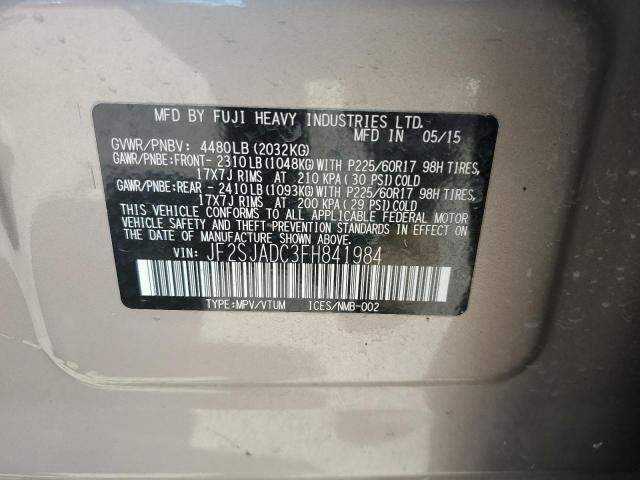 MFD BY FUJI HEAVY INDUSTRIES LTD.
MFD IN 05/15
GVWR/PNBV: 4480LB (2032KG)
GAWR/PNBE:FRONT- 2310LB (1048KG) WITH P225/60R17 98H TIRES,
17X7J RIMS AT 210 KPA (30 PSI) COLD
GAWR/PNBE:REAR - 2410LB (1093KG) WITH P225/60R17 98H TIRES,
17X7J RIMS AT 200 KPA (29 PSI) COLD
THIS VEHICLE CONFORMS TO ALL APPLICABLE FEDERAL MOTOR
VEHICLE SAFETY AND THEFT PREVENTION STANDARDS IN EFFECT
ON THE DATE OF MANUFACTURE SHOWN ABOVE.
VIN: JF2SJADC3FH841984
TYPE:MPV/VTUM ICES/NMB-002